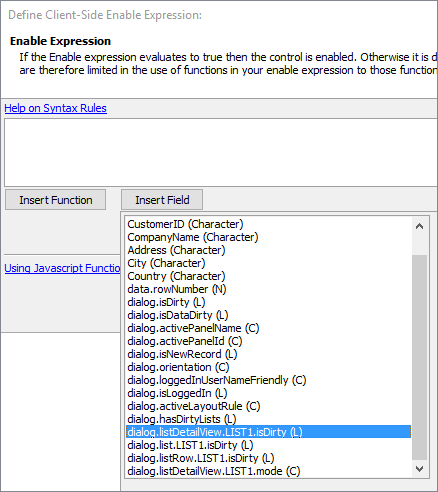 Define Client-Side Enable Expression:
Enable Expression
If the Enable expression evaluates to true then the control is enabled. Otherwise it is d
are therefore limited in the use of functions in your enable expression to those function
Help on Syntax Rules
Insert Function
Insert Field
CustomerID (Character)
CompanyName (Character)
Address (Character)
City (Character)
Using Javascript Functio
Country (Character)
data.rowNumber (N)
dialog.isDirty (L)
dialog.isDataDirty (L)
dialog.activePanelName (C)
dialog.activePanelId (C)
dialog.isNewRecord (L)
dialog.orientation (C)
dialog.loggedInUserNameFriendly (C)
dialog.isLoggedIn (L)
dialog.activeLayoutRule (C)
dialog.hasDirtyLists (L)
dialog.listDetailView.LIST1.isDirty (L)
dialog.list.LIST1.isDirty (L)
dialog.listRow.LIST1.isDirty (L)
dialog.listDetailView.LIST1.mode (C)